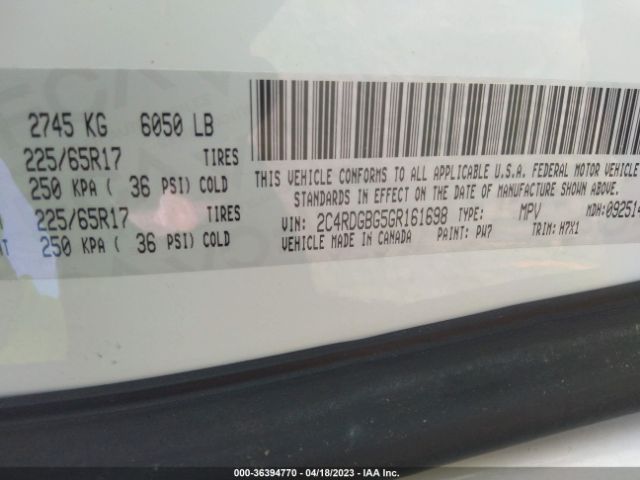 2745 KG 6050 LB
225/65R17 TIRES
250 KPA ( 36 PSI) COLD
225/65R17 TIRES
250 KPA ( 36 PSI) COLD
THIS VEHICLE CONFORMS TO ALL APPLICABLE U.S.A. FEDERAL MOTOR VEHICLE
STANDARDS IN EFFECT ON THE DATE OF MANUFACTURE SHOWN ABOVE.
VIN: 2C4RDGBG5GR161698 TYPE: MPV MDH:092514
VEHICLE MADE IN CANADA PAINT: PW7 TRIM: H7X1
000-36394770 - 04/18/2023 - IAA Inc.